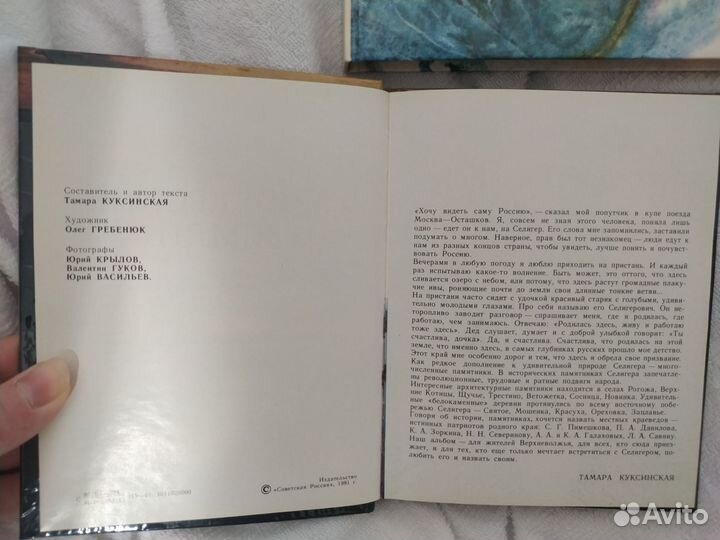 Составитель и автор текста
Тамара КУКСИНСКАЯ
Художник
Олег ГРЕБЕНЮК
Фотографы
Юрий КРЫЛОВ,
Валентин ГУКОВ,
Юрий ВАСИЛЬЕВ.
Издательство
© «Советская Россия», 1981 г.
«Хочу видеть саму Россию», — сказал мой попутчик в купе поезда
Москва—Осташков. Я, совсем не зная этого человека, поняла лишь
одно — едет он к нам, на Селигер. Его слова мне запомнились, заставили
подумать о многом. Наверное, прав был тот незнакомец — люди едут к
нам из разных концов страны, чтобы увидеть, лучше понять и почувст-
вовать Россию.
Вечерами в любую погоду я люблю приходить на пристань. И каждый
раз испытываю какое-то волнение. Быть может, это оттого, что здесь
сливается озеро с небом, или потому, что здесь растут громадные плаку-
чие ивы, роняющие почти до земли свои длинные тонкие ветви...
На пристани часто сидит с удочкой красивый старик с голубыми, удиви-
тельно молодыми глазами. Про себя называю его Селигерович. Он не-
торопливо заводит разговор — спрашивает меня, где я родилась, где
работаю, чем занимаюсь. Отвечаю: «Родилась здесь, живу и работаю
тоже здесь». Дед слушает, думает и с доброй улыбкой говорит: «Ты
счастлива, дочка». Да, я счастлива. Счастлива, что родилась на этой
земле, что именно здесь, в самых глубинках русских прошло мое детство.
Этот край мне особенно дорог и тем, что здесь я обрела свое призвание.
Как редкое дополнение к удивительной природе Селигера — много-
численные памятники. В исторических памятниках Селигера запечатле-
ны революционные, трудовые и ратные подвиги народа.
Интересные архитектурные памятники находятся в селах Рогожа, Верх-
ние Котицы, Щучье, Трестино, Ветожетка, Сосница, Новинка. Удивитель-
ные «белокаменные» деревни протянулись по всему восточному побе-
режью Селигера — Святое, Мошенка, Красуха, Ореховка, Заплавье.
Говоря об истории, памятниках, хочется назвать местных краеведов —
истинных патриотов родного края: С. Г. Пимешкова, П. А. Данилова,
К. А. Зоркина, Н. Н. Северинову, А. А. и К. А. Галаховых, Л. А. Савину.
Наш альбом — для жителей Верхневолжья, для всех, кто сюда приез-
жает, и для тех, кто еще только мечтает встретиться с Селигером, по-
любить его и назвать своим.
ТАМАРА КУКСИНСКАЯ
Avito